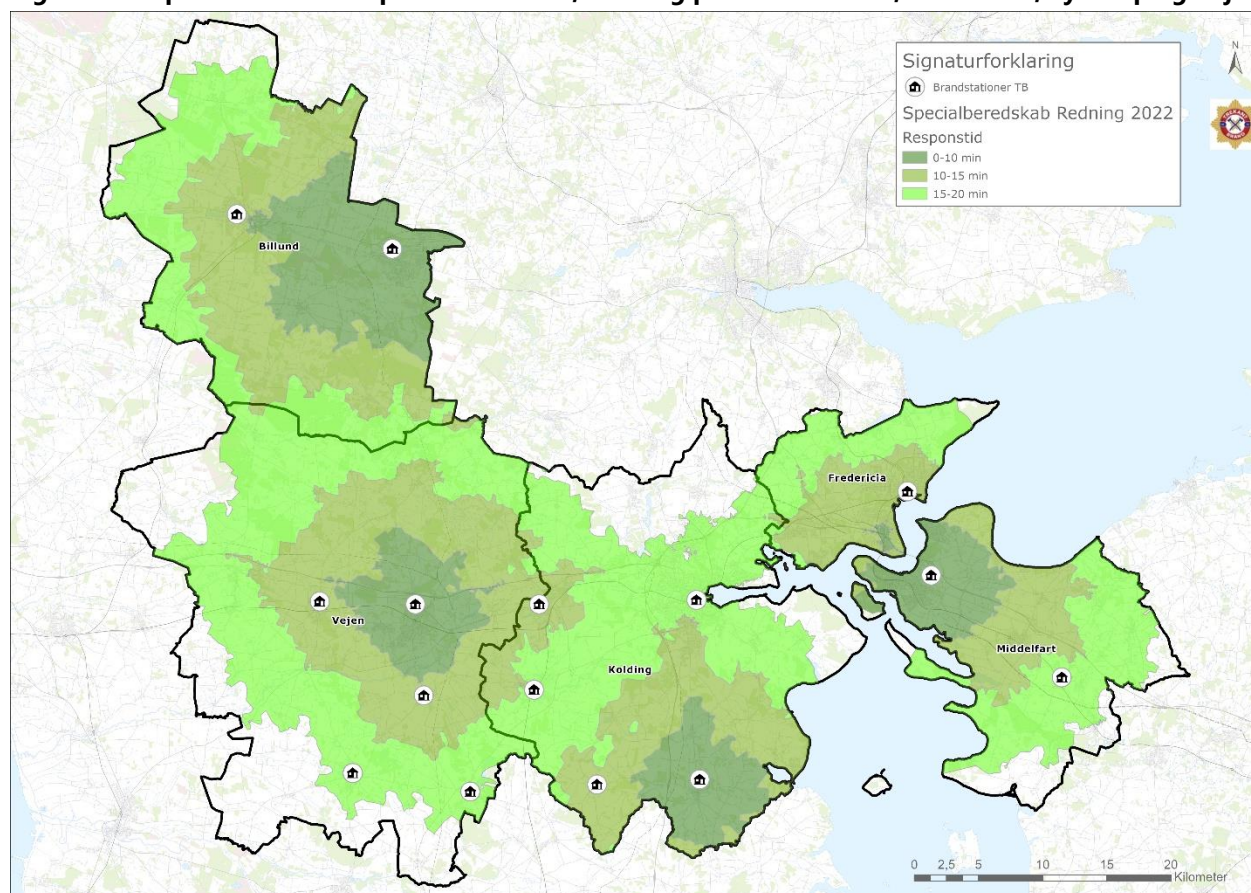 Signaturforklaring
Brandstationer TB
Specialberedskab Redning 2022
Responstid
0-10 min
10-15 min
15-20 min
N
Billund
Fredericia
Vejen
Kolding
Middelfart
0 2,5 5 10 15 20
Kilometer